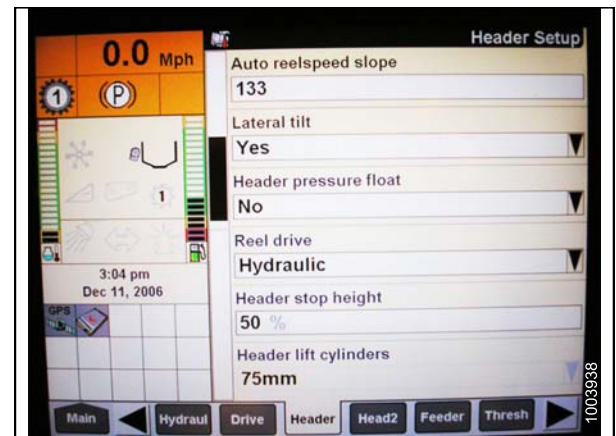 0.0 Mph
Header Setup
Auto reelspeed slope
133
1
(P)
Lateral tilt
Yes
Header pressure float
No
1
Reel drive
Hydraulic
3:04 pm
Dec 11, 2006
Header stop height
50 %
GPS
Header lift cylinders
75mm
Main
Hydraul
Drive
Header
Head2
Feeder
Thresh
1003938